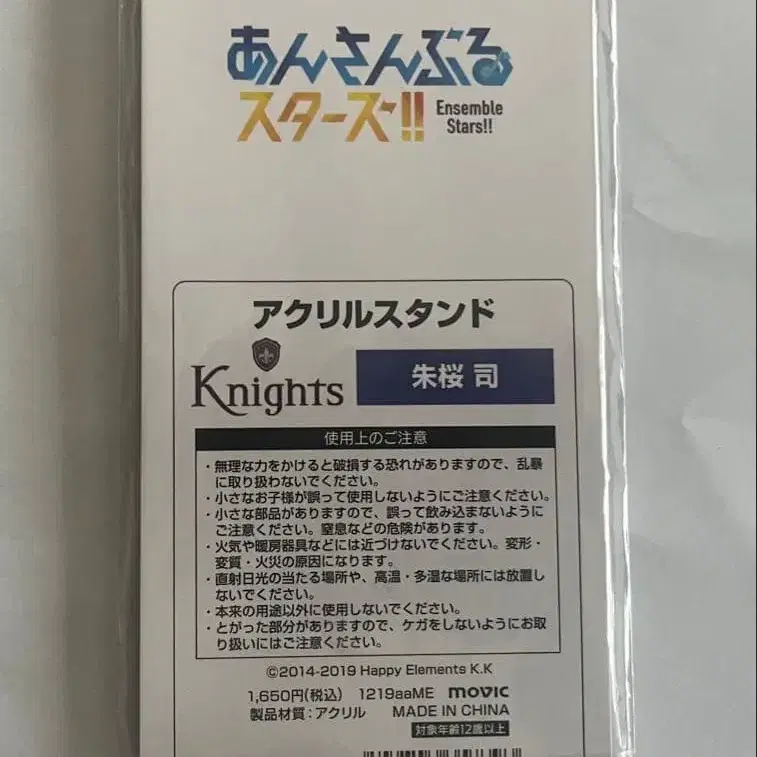 あんさんぶる
スターズ!!
Ensemble
Stars!!
アクリルスタンド
Knights
朱桜 司
使用上のご注意
・無理な力をかけると破損する恐れがありますので、乱暴
に取り扱わないでください。
・小さなお子様が誤って使用しないようにご注意ください。
・小さな部品がありますので、誤って飲み込まないように
ご注意ください。窒息などの危険があります。
・火気や暖房器具などには近づけないでください。変形・
変質・火災の原因になります。
・直射日光の当たる場所や、高温・多湿な場所には放置し
ないでください。
・本来の用途以外に使用しないでください。
・とがった部分がありますので、ケガをしないようにお取
り扱いにはご注意ください。
©2014-2019 Happy Elements K.K
1,650円(税込) 1219aaME movic
製品材質：アクリル MADE IN CHINA
対象年齢12歳以上